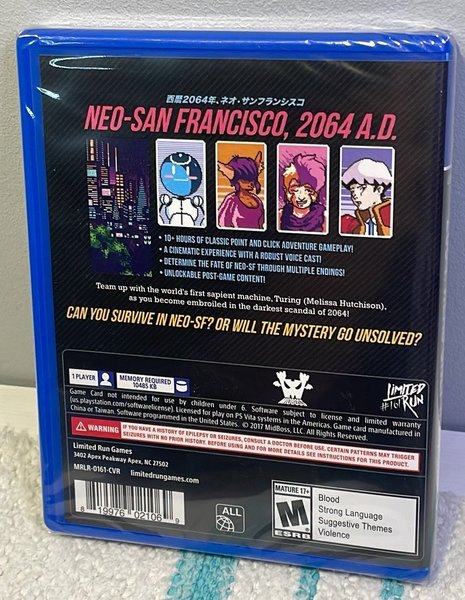 西暦2064年、ネオ・サンフランシスコ
NEO-SAN FRANCISCO, 2064 A.D.
• 10+ HOURS OF CLASSIC POINT AND CLICK ADVENTURE GAMEPLAY!
• A CINEMATIC EXPERIENCE WITH A ROBUST VOICE CAST!
• DETERMINE THE FATE OF NEO-SF THROUGH MULTIPLE ENDINGS!
• UNLOCKABLE POST-GAME CONTENT!
Team up with the world's first sapient machine, Turing (Melissa Hutchison),
as you become embroiled in the darkest scandal of 2064!
CAN YOU SURVIVE IN NEO-SF? OR WILL THE MYSTERY GO UNSOLVED?
1 PLAYER
MEMORY REQUIRED
10485 KB
LIMITED
RUN
Game Card not intended for use by children under 6. Software subject to license and limited warranty
(us.playstation.com/softwarelicense). Licensed for play on PS Vita systems in the Americas. Game card manufactured in
China or Taiwan. Software programmed in the United States. © 2017 MidBoss, LLC. All Rights Reserved.
WARNING
IF YOU HAVE A HISTORY OF EPILEPSY OR SEIZURES, CONSULT A DOCTOR BEFORE USE. CERTAIN PATTERNS MAY TRIGGER
SEIZURES WITH NO PRIOR HISTORY. BEFORE USING AND FOR MORE DETAILS SEE INSTRUCTIONS FOR THIS PRODUCT.
Limited Run Games
3402 Apex Peakway Apex, NC 27502
MRLR-0161-CVR
limitedrungames.com
8 19976 02106 9
ALL
MATURE 17+
M
ESRB
Blood
Strong Language
Suggestive Themes
Violence